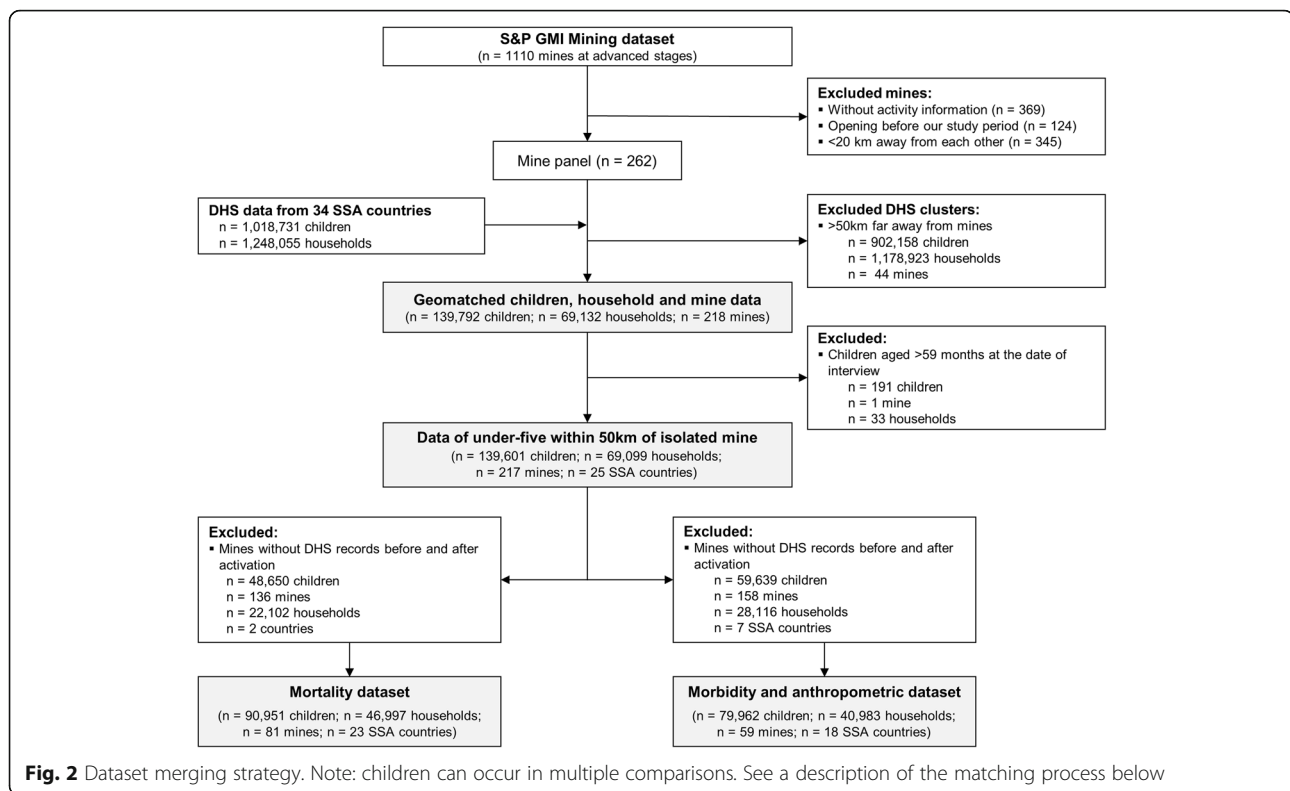 S&P GMI Mining dataset
(n = 1110 mines at advanced stages)
Excluded mines:
▪ Without activity information (n = 369)
▪ Opening before our study period (n = 124)
▪ <20 km away from each other (n = 345)
Mine panel (n = 262)
DHS data from 34 SSA countries
n = 1,018,731 children
n = 1,248,055 households
Excluded DHS clusters:
▪ >50km far away from mines
n = 902,158 children
n = 1,178,923 households
n = 44 mines
Geomatched children, household and mine data
(n = 139,792 children; n = 69,132 households; n = 218 mines)
Excluded:
▪ Children aged >59 months at the date of
interview
n = 191 children
n = 1 mine
n = 33 households
Data of under-five within 50km of isolated mine
(n = 139,601 children; n = 69,099 households;
n = 217 mines; n = 25 SSA countries)
Excluded:
▪ Mines without DHS records before and after
activation
n = 48,650 children
n = 136 mines
n = 22,102 households
n = 2 countries
Excluded:
▪ Mines without DHS records before and after
activation
n = 59,639 children
n = 158 mines
n = 28,116 households
n = 7 SSA countries
Mortality dataset
(n = 90,951 children; n = 46,997 households;
n = 81 mines; n = 23 SSA countries)
Morbidity and anthropometric dataset
(n = 79,962 children; n = 40,983 households;
n = 59 mines; n = 18 SSA countries)
Fig. 2 Dataset merging strategy. Note: children can occur in multiple comparisons. See a description of the matching process below